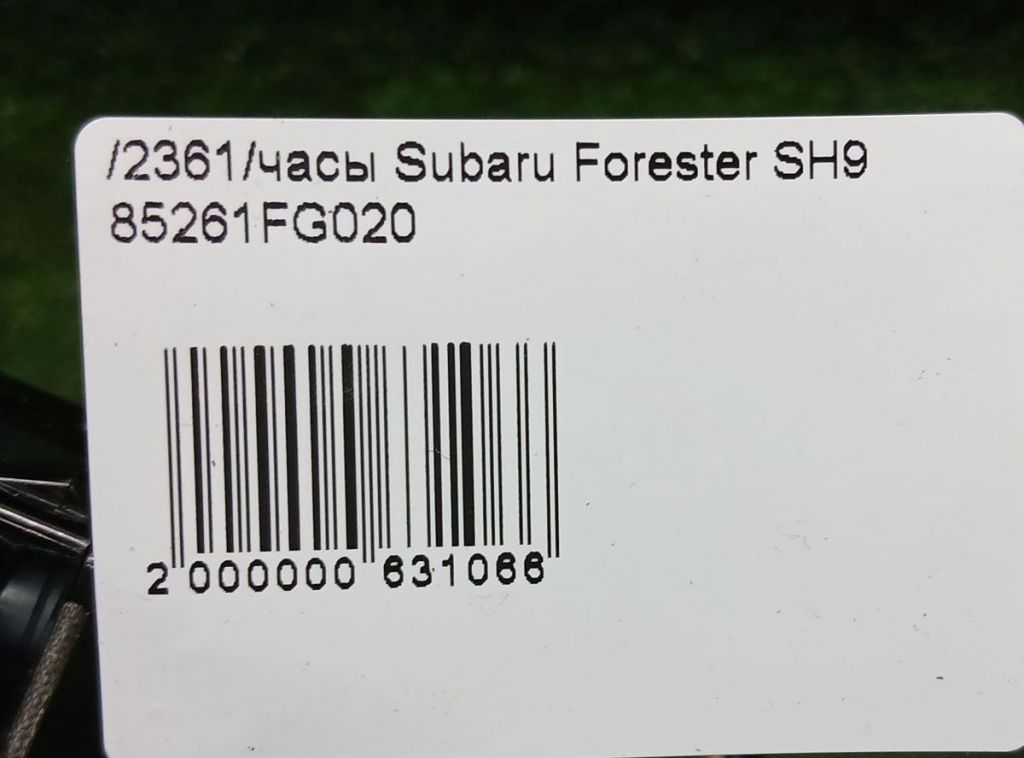 /2361/часы Subaru Forester SH9
85261FG020
2 000000 631066